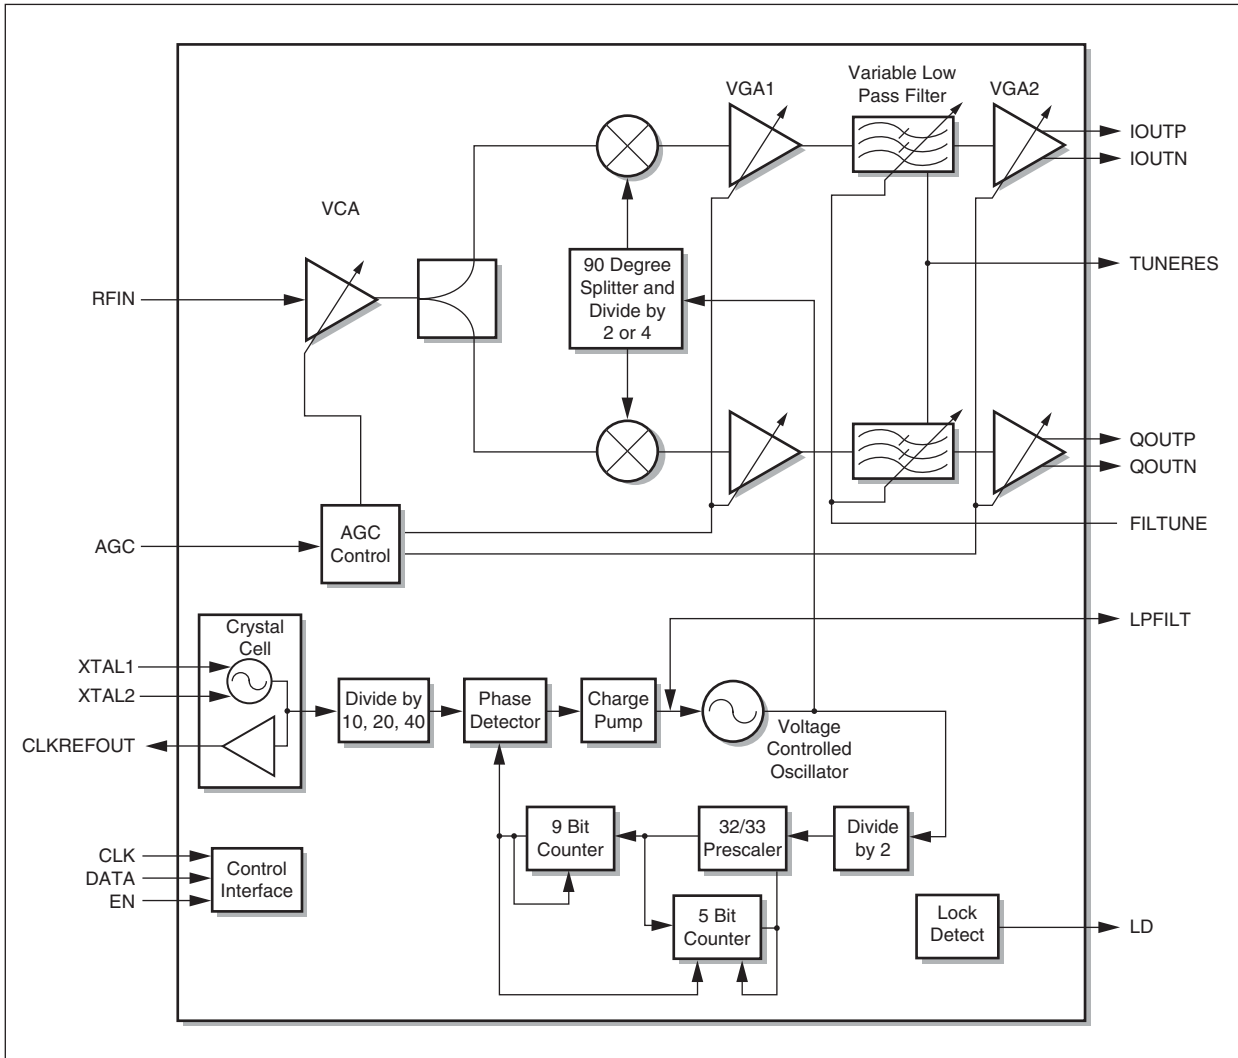 VGA1
Variable Low
Pass Filter
VGA2
IOUTP
IOUTN
VCA
90 Degree
Splitter and
Divide by
2 or 4
TUNERES
RFIN
QOUTP
QOUTN
AGC
AGC
Control
FILTUNE
LPFILT
Crystal
Cell
XTAL1
XTAL2
CLKREFOUT
Divide by
10, 20, 40
Phase
Detector
Charge
Pump
Voltage
Controlled
Oscillator
9 Bit
Counter
32/33
Prescaler
Divide
by 2
CLK
DATA
EN
Control
Interface
5 Bit
Counter
Lock
Detect
LD